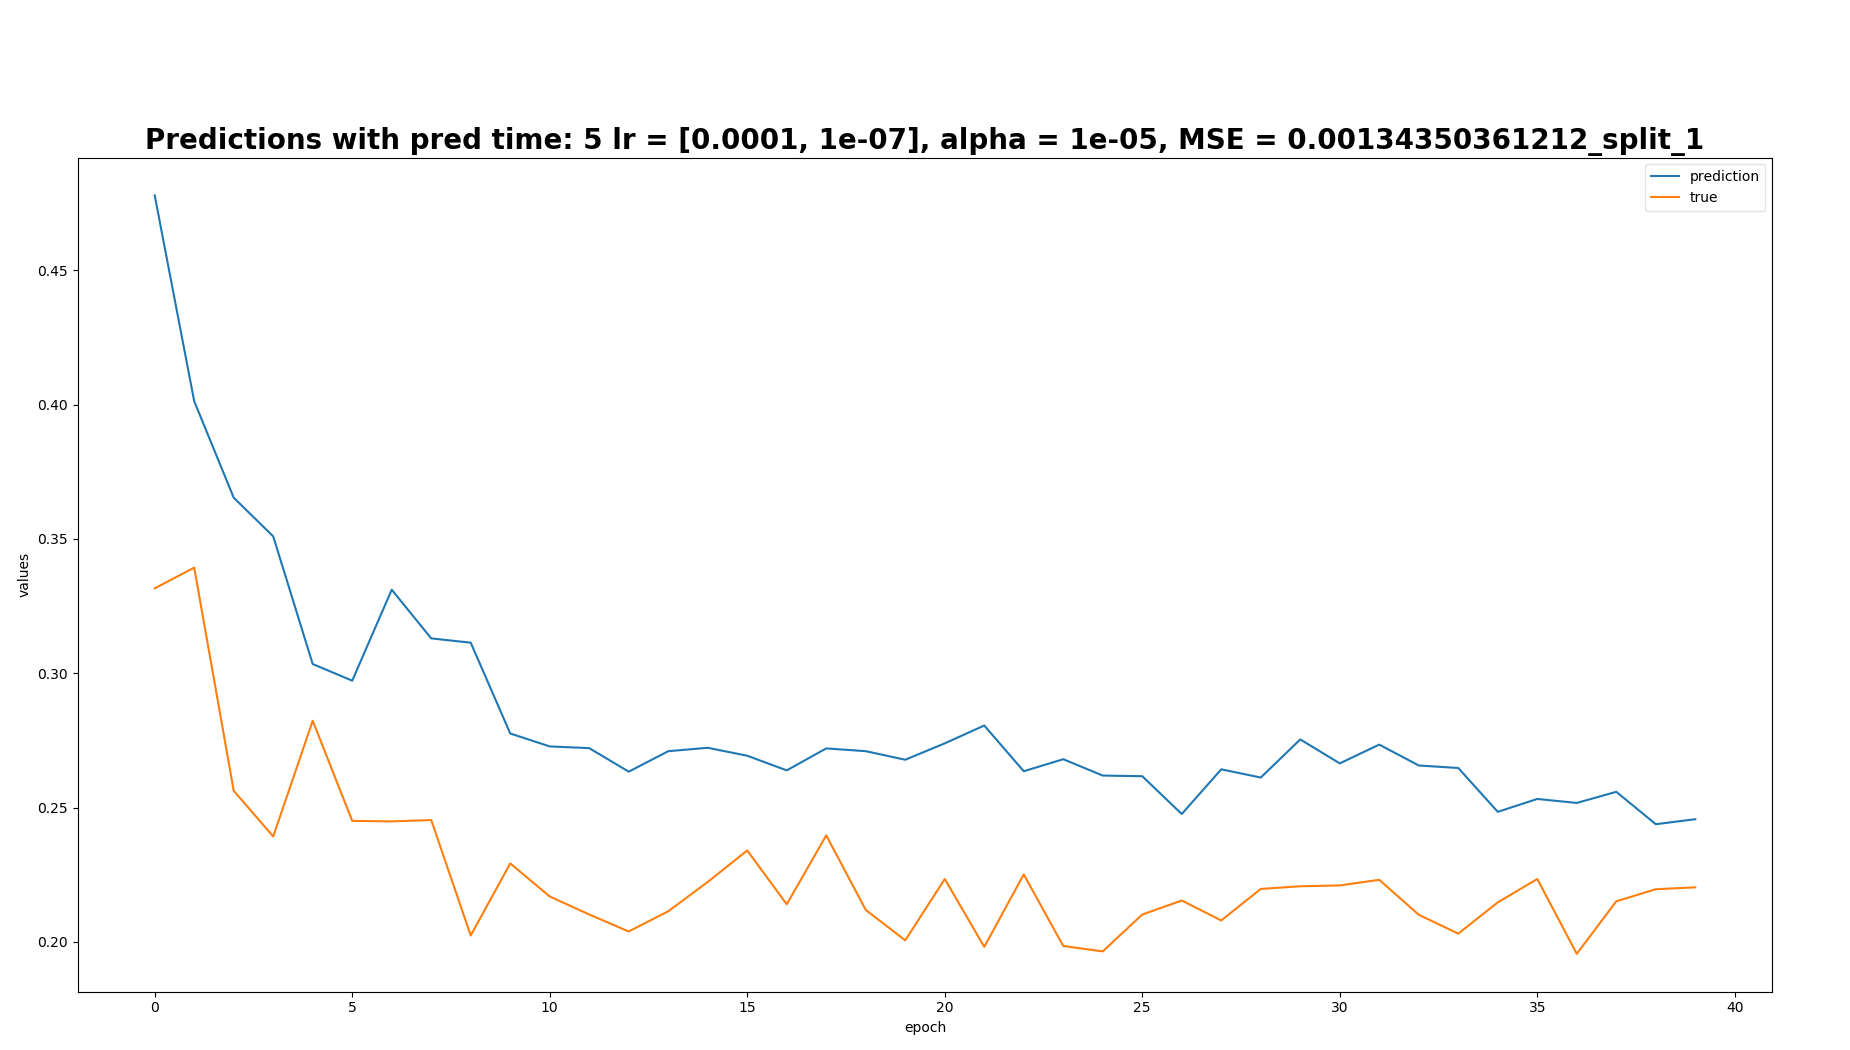 Predictions with pred time: 5 lr = [0.0001, 1e-07], alpha = 1e-05, MSE = 0.00134350361212_split_1
prediction
true
0.45
0.40
0.35
0.30
0.25
0.20
values
0 5 10 15 20 25 30 35 40
epoch